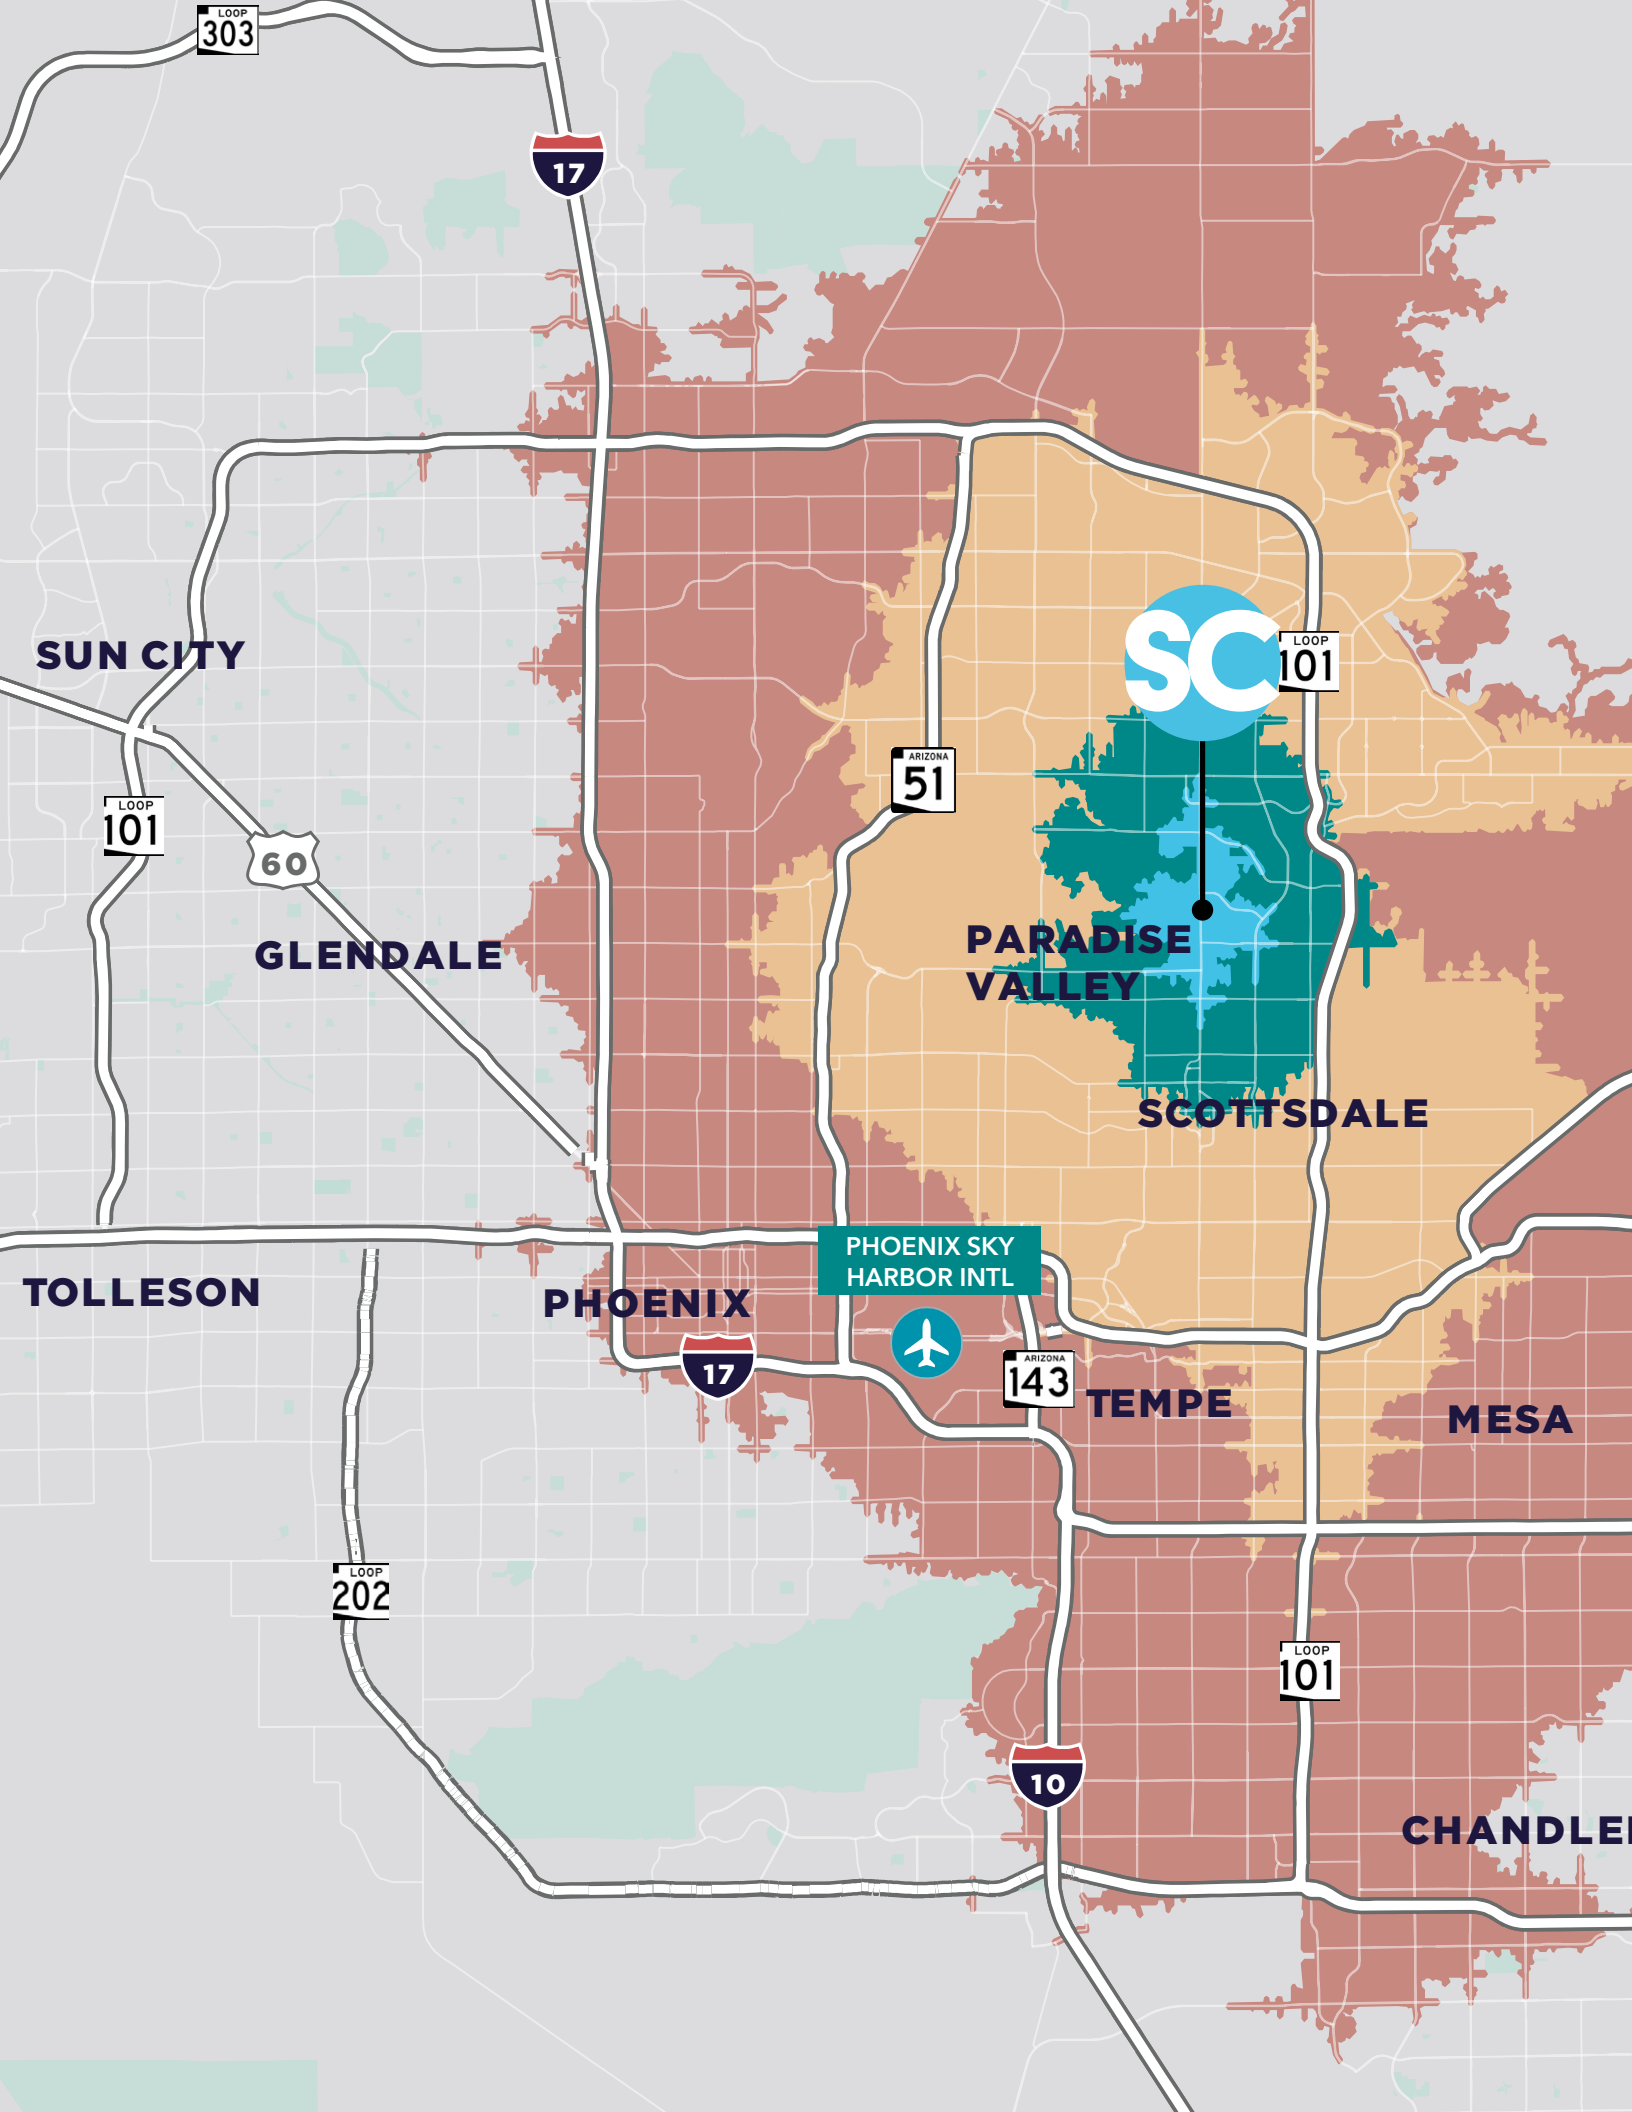 LOOP
303
17
SUN CITY
SC
LOOP
101
ARIZONA
51
LOOP
101
60
GLENDALE
PARADISE
VALLEY
SCOTTSDALE
PHOENIX SKY
HARBOR INTL
TOLLESON
PHOENIX
17
ARIZONA
143
TEMPE
MESA
LOOP
202
LOOP
101
10
CHANDLE